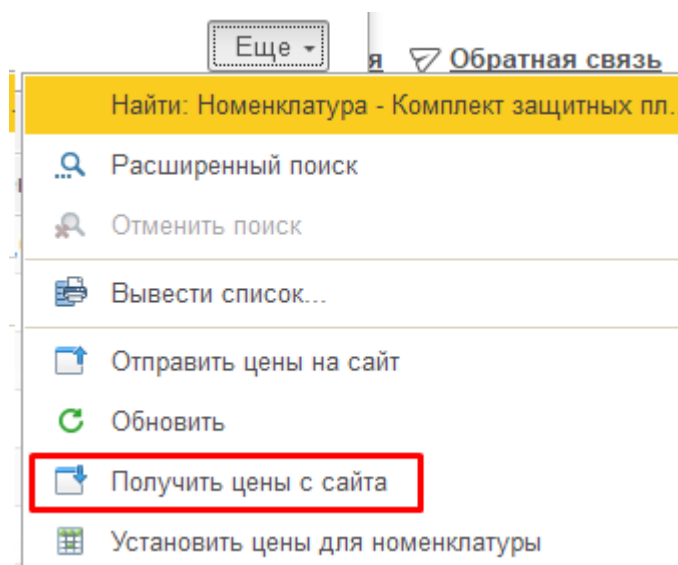 Еще
я Обратная связь
Найти: Номенклатура - Комплект защитных пл.
Расширенный поиск
Отменить поиск
Вывести список...
Отправить цены на сайт
Обновить
Получить цены с сайта
Установить цены для номенклатуры